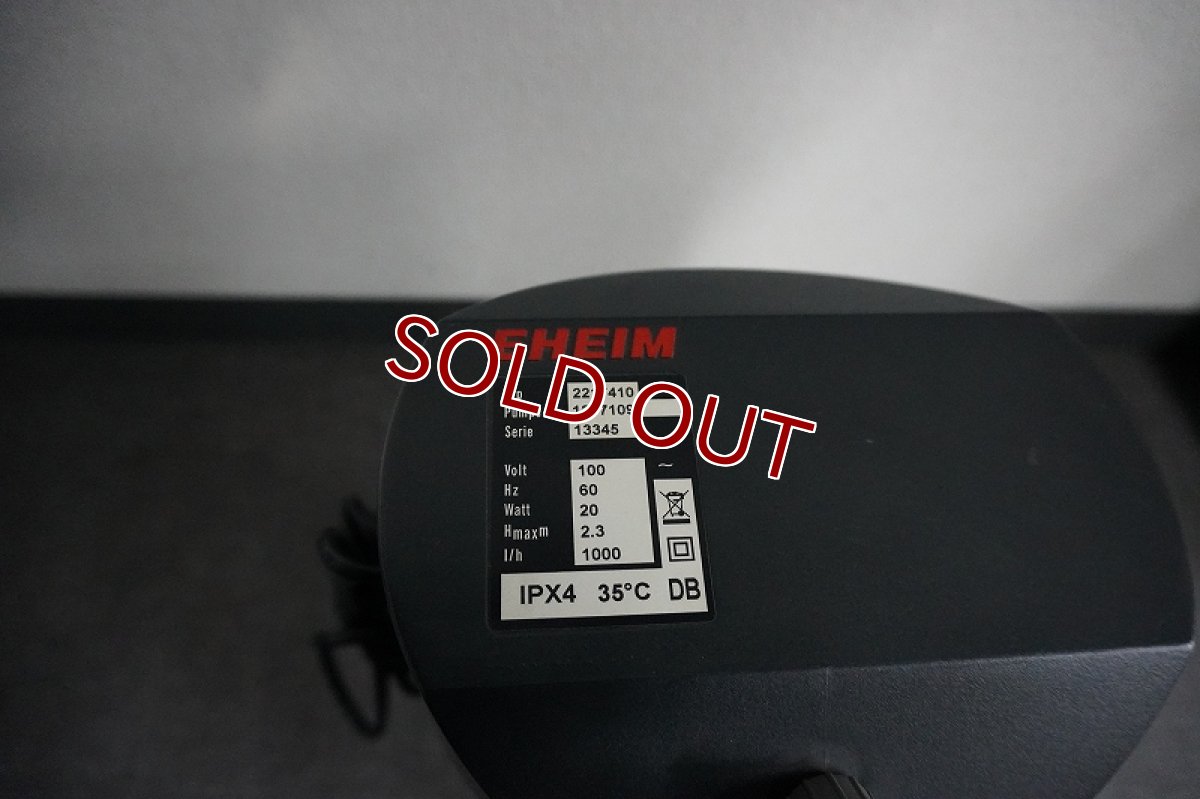 EHEIM
SOLD OUT
Serie 13345
Volt 100 ~
Hz 60
Watt 20
Hmaxm 2.3
l/h 1000
IPX4 35°C DB